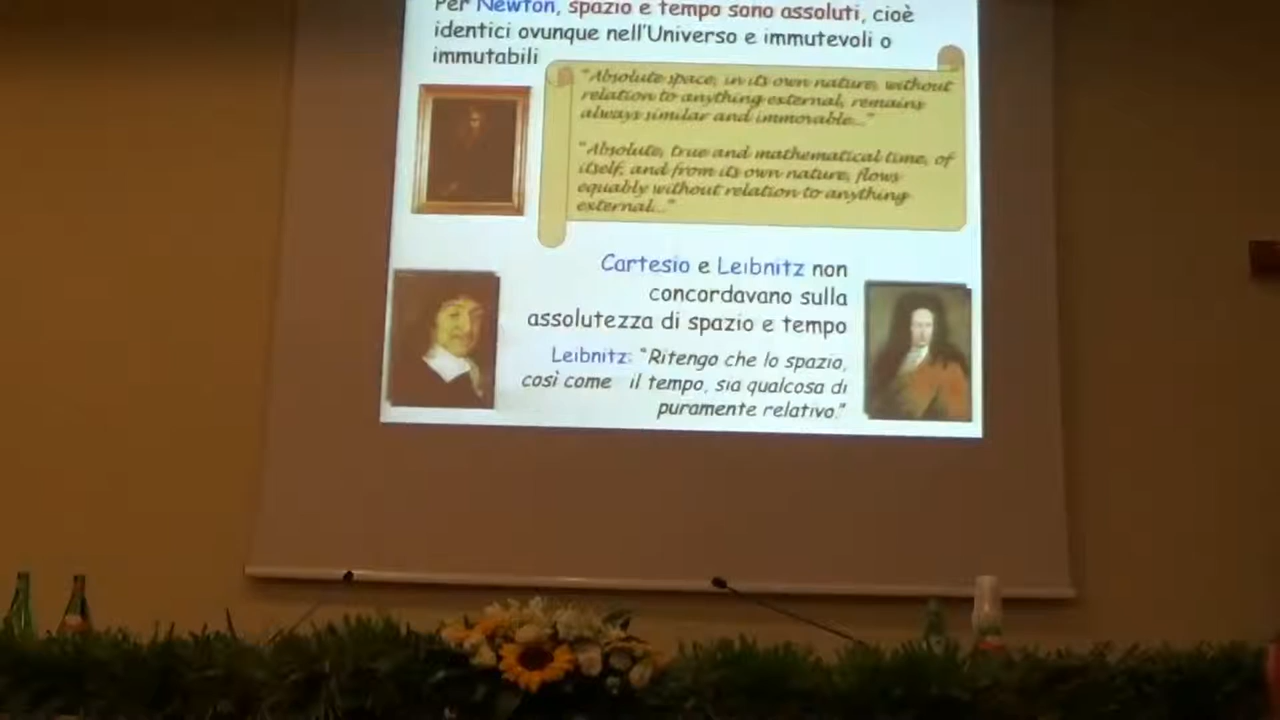 Per Newton, spazio e tempo sono assoluti, cioè
identici ovunque nell'Universo e immutevoli o
immutabili
"Absolute space, in its own nature, without
relation to anything external, remains
always similar and immovable..."
"Absolute, true and mathematical time, of
itself, and from its own nature, flows
equably without relation to anything
external..."
Cartesio e Leibnitz non
concordavano sulla
assolutezza di spazio e tempo
Leibnitz: "Ritengo che lo spazio,
così come il tempo, sia qualcosa di
puramente relativo."